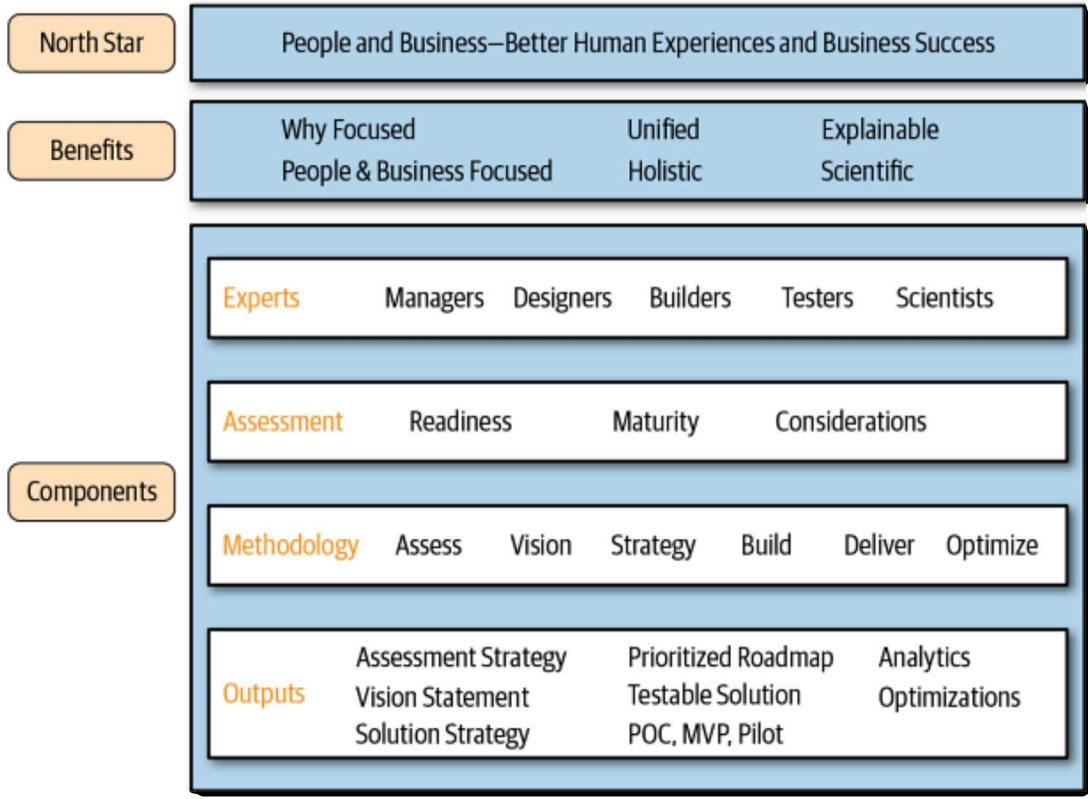 North Star
People and Business—Better Human Experiences and Business Success
Benefits
Why Focused Unified Explainable
People & Business Focused Holistic Scientific
Components
Experts Managers Designers Builders Testers Scientists
Assessment Readiness Maturity Considerations
Methodology Assess Vision Strategy Build Deliver Optimize
Outputs
Assessment Strategy Prioritized Roadmap Analytics
Vision Statement Testable Solution Optimizations
Solution Strategy POC, MVP, Pilot